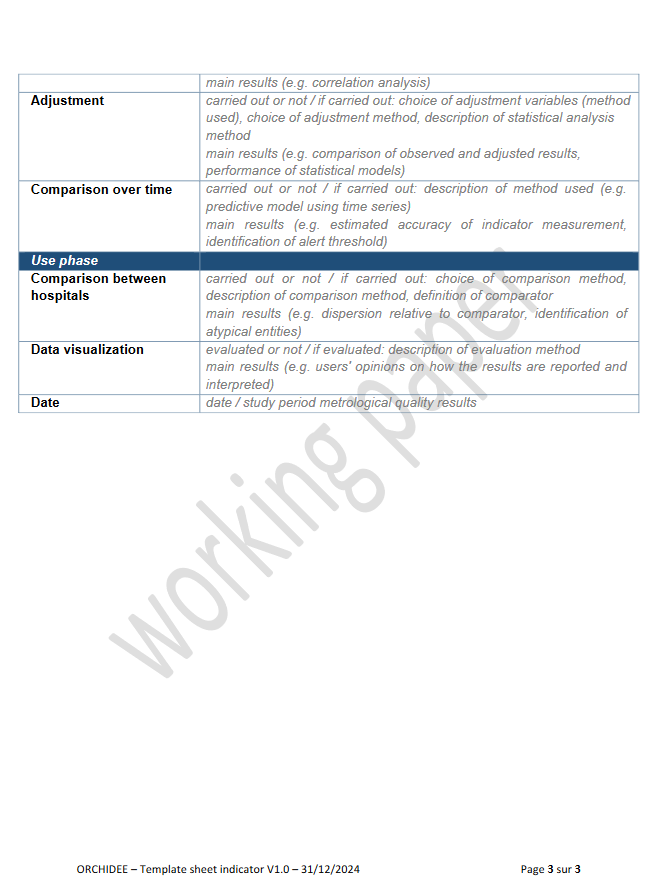 main results (e.g. correlation analysis)
Adjustment
carried out or not / if carried out: choice of adjustment variables (method
used), choice of adjustment method, description of statistical analysis
method
main results (e.g. comparison of observed and adjusted results,
performance of statistical models)
Comparison over time
carried out or not / if carried out: description of method used (e.g.
predictive model using time series)
main results (e.g. estimated accuracy of indicator measurement,
identification of alert threshold)
Use phase
Comparison between
hospitals
carried out or not / if carried out: choice of comparison method,
description of comparison method, definition of comparator
main results (e.g. dispersion relative to comparator, identification of
atypical entities)
Data visualization
evaluated or not / if evaluated: description of evaluation method
main results (e.g. users' opinions on how the results are reported and
interpreted)
Date
date / study period metrological quality results
working paper
ORCHIDEE – Template sheet indicator V1.0 – 31/12/2024
Page 3 sur 3